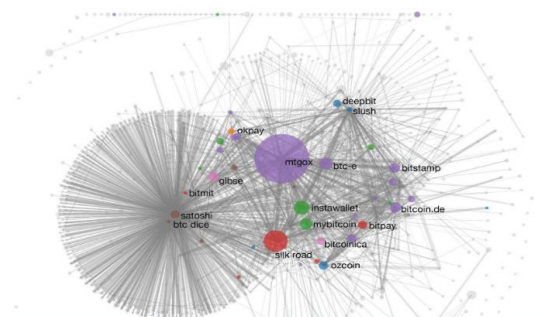 deepbit
slush
okpay
mtgox
btc-e
bitstamp
glbse
bitmit
instawallet
bitcoin.de
satoshi
btc dice
mybitcoin
bitpay
bitcoinica
silk road
ozcoin